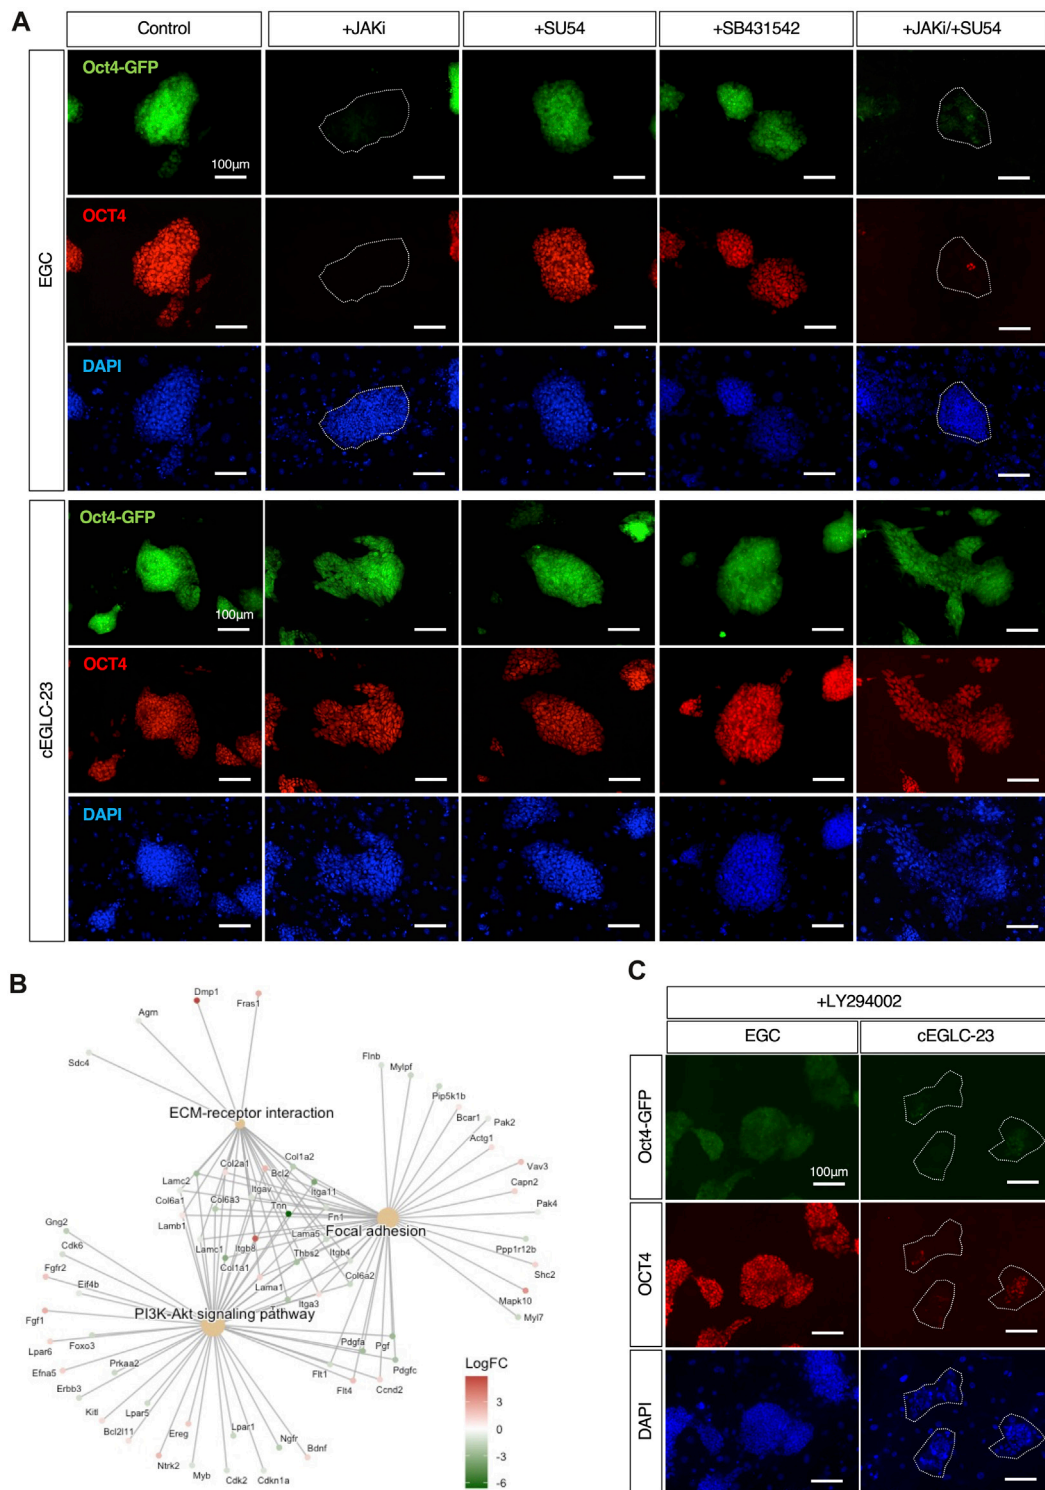 A
Control
+JAKi
+SU54
+SB431542
+JAKi/+SU54
EGC
Oct4-GFP
100μm
OCT4
DAPI
cEGLC-23
Oct4-GFP
100μm
OCT4
DAPI
B
Dmp1
Fras1
Agrn
Sdc4
ECM-receptor interaction
Flnb
Mylpf
Pip5k1b
Bcar1
Pak2
Actg1
Vav3
Capn2
Pak4
Col1a2
Col2a1
Bcl2
Lamc2
Itgav
Itga11
Col6a1
Col6a3
Tnn
Fn1
Lamb1
Lama5
Focal adhesion
Lamc1
Itgb8
Thbs2
Itgb4
Col1a1
Col6a2
Lama1
Itga3
Ppp1r12b
Shc2
Mapk10
Myl7
Gng2
Cdk6
Fgfr2
Eif4b
PI3K-Akt signaling pathway
Fgf1
Foxo3
Lpar6
Prkaa2
Efna5
Erbb3
Kitl
Lpar5
Bcl2l11
Ereg
Lpar1
Ngfr
Bdnf
Ntrk2
Myb
Cdk2
Cdkn1a
Pdgfa
Pgf
Pdgfc
Flt1
Flt4
Ccnd2
LogFC
3
0
-3
-6
C
+LY294002
EGC
cEGLC-23
Oct4-GFP
100μm
OCT4
DAPI